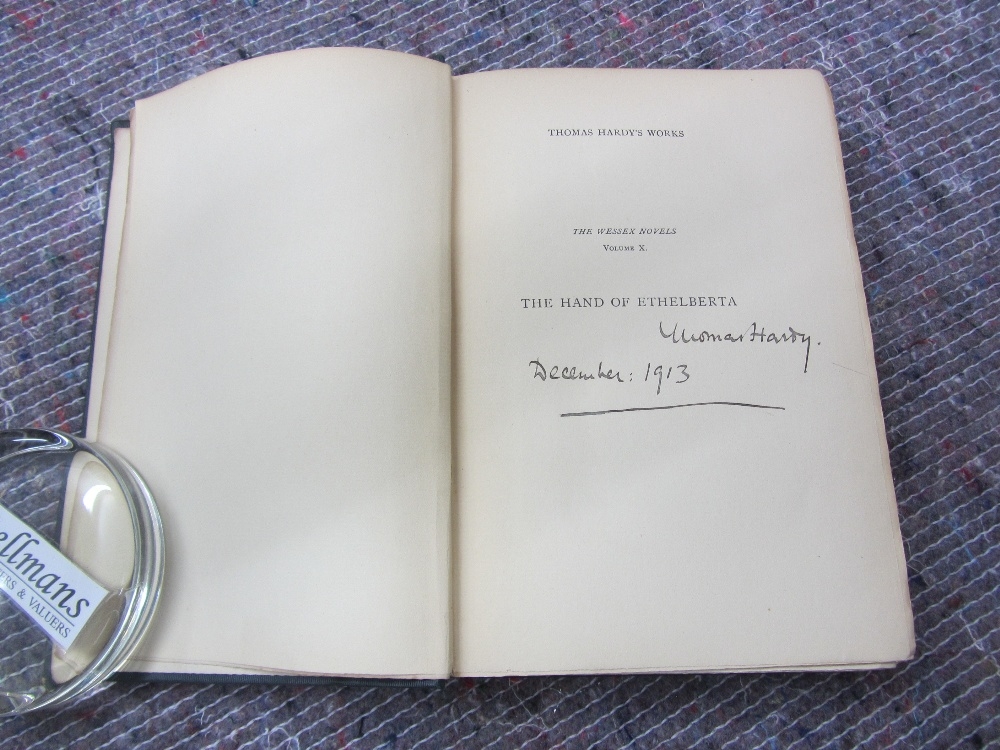 THOMAS HARDY'S WORKS
THE WESSEX NOVELS
VOLUME X.
THE HAND OF ETHELBERTA
Thomas Hardy.
December: 1913
ellmans
ERS & VALUERS